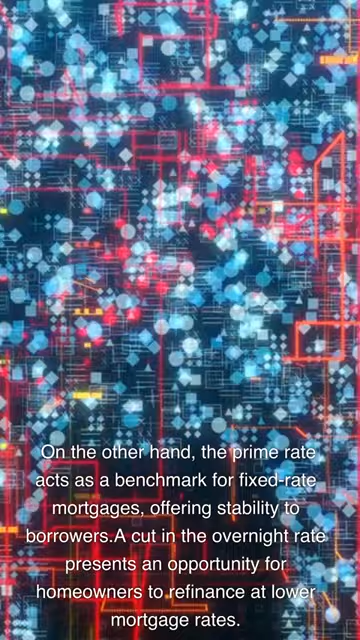 On the other hand, the prime rate
acts as a benchmark for fixed-rate
mortgages, offering stability to
borrowers.A cut in the overnight rate
presents an opportunity for
homeowners to refinance at lower
mortgage rates.